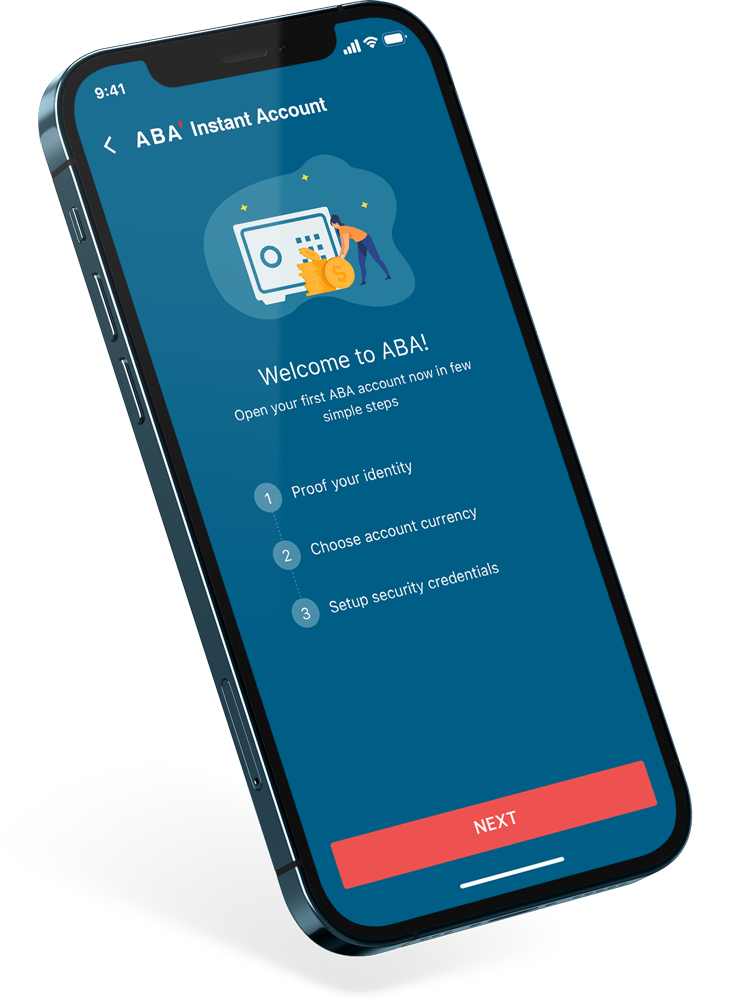 9:41
ABA' Instant Account
$
Welcome to ABA!
Open your first ABA account now in few
simple steps
1 Proof your identity
2 Choose account currency
3 Setup security credentials
NEXT